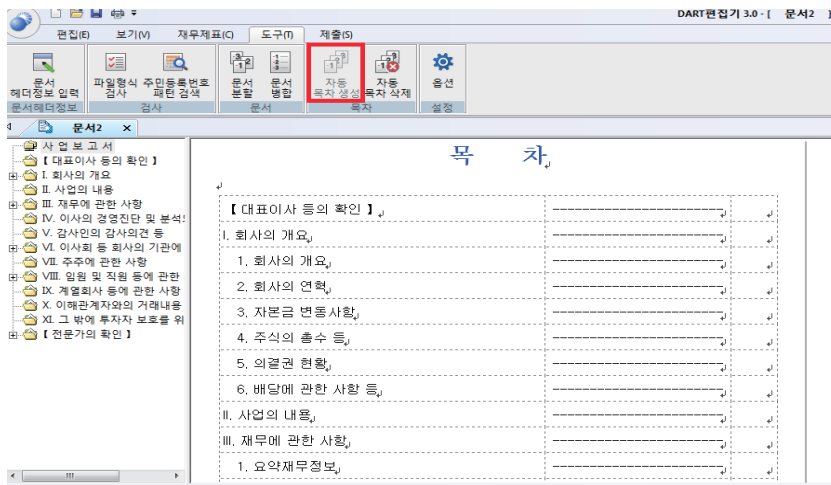 DART편집기 3.0 - [ 문서2 ]
편집(E) 보기(V) 재무제표(C) 도구(T) 제출(S)
문서 헤더정보 입력
파일형식 검사
주민등록번호 패턴 검색
문서 분할
문서 병합
자동 목차 생성
자동 목차 삭제
옵션
문서헤더정보 검사 문서 목차 설정
문서2 x
사 업 보 고 서
【 대표이사 등의 확인 】
I. 회사의 개요
II. 사업의 내용
III. 재무에 관한 사항
IV. 이사의 경영진단 및 분석
V. 감사인의 감사의견 등
VI. 이사회 등 회사의 기관에
VII. 주주에 관한 사항
VIII. 임원 및 직원 등에 관한
IX. 계열회사 등에 관한 사항
X. 이해관계자와의 거래내용
XI. 그 밖에 투자자 보호를 위
【 전문가의 확인 】
목 차
【 대표이사 등의 확인 】
I. 회사의 개요
1. 회사의 개요
2. 회사의 연혁
3. 자본금 변동사항
4. 주식의 총수 등
5. 의결권 현황
6. 배당에 관한 사항 등
II. 사업의 내용
III. 재무에 관한 사항
1. 요약재무정보